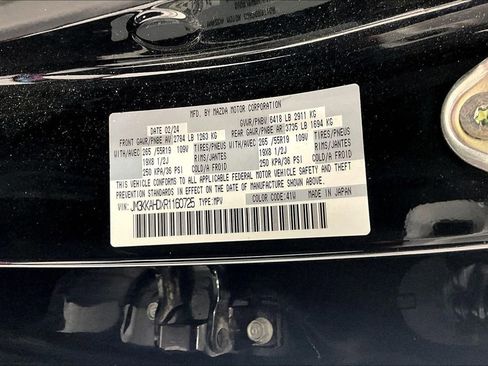 MFD. BY MAZDA MOTOR CORPORATION
DATE 02/24 GVWR/PNBV 6418 LB 2911 KG
FRONT GAWR/PNBE AV 2784 LB 1263 KG REAR GAWR/PNBE AR 3735 LB 1694 KG
WITH/AVEC 265 /55R19 109V TIRES/PNEUS WITH/AVEC 265 /55R19 109V TIRES/PNEUS
19X8 1/2J RIMS/JANTES 19X8 1/2J RIMS/JANTES
250 KPA/36 PSI 250 KPA/36 PSI
THIS VEHICLE CONFORMS TO ALL APPLICABLE FEDERAL MOTOR VEHICLE SAFETY, BUMPER AND THEFT
PREVENTION STANDARDS IN EFFECT ON THE DATE OF MANUFACTURE SHOWN ABOVE. MADE IN JAPAN
VIN: JM3KKAHDXR1160725 TYPE:MPV COLOR CODE:41W